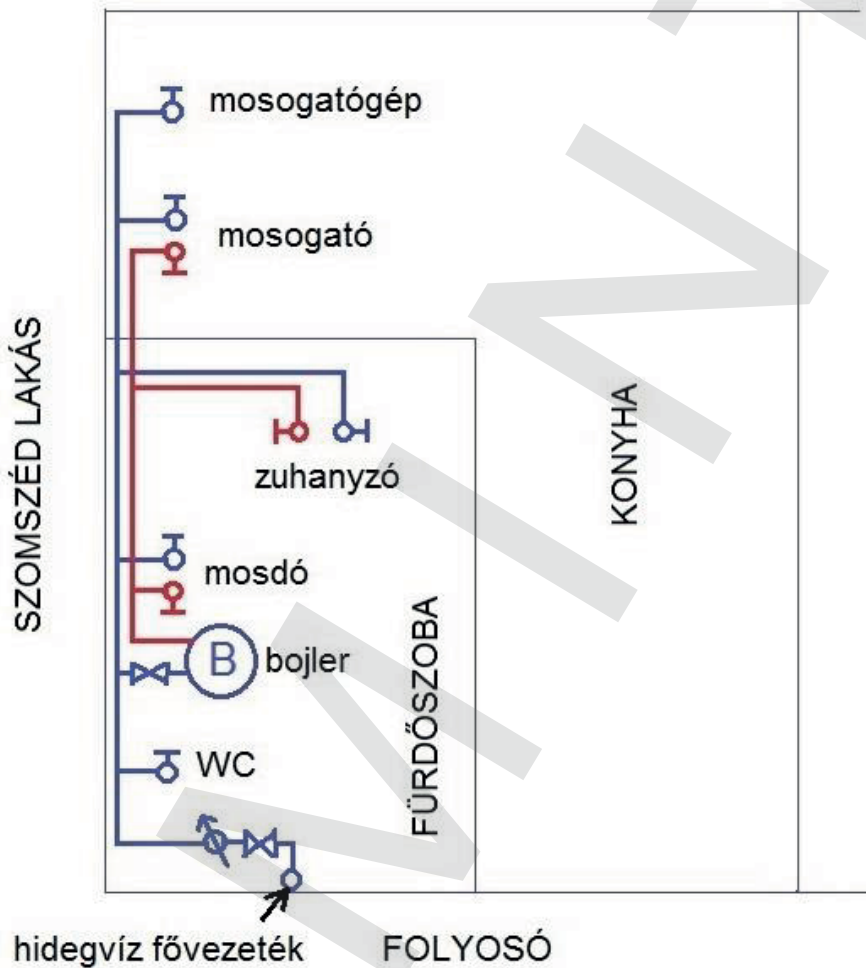 mosogatógép
mosogató
SZOMSZÉD LAKÁS
zuhanyzó
KONYHA
mosdó
B bojler
FÜRDŐSZOBA
WC
hidegvíz fővezeték FOLYOSÓ